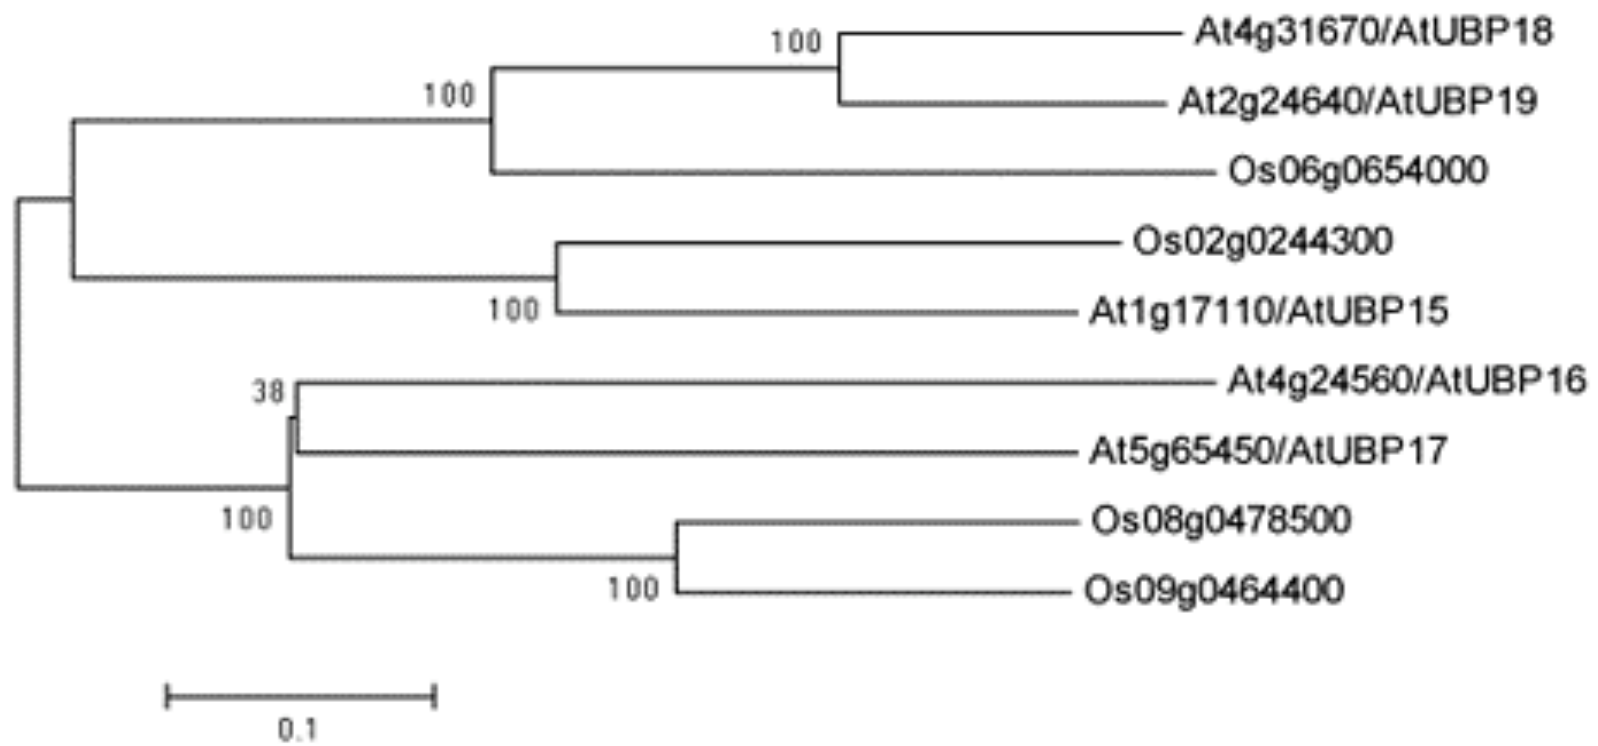 100 At4g31670/AtUBP18
100 At2g24640/AtUBP19
Os06g0654000
Os02g0244300
100 At1g17110/AtUBP15
38 At4g24560/AtUBP16
At5g65450/AtUBP17
100 Os08g0478500
100 Os09g0464400
0.1